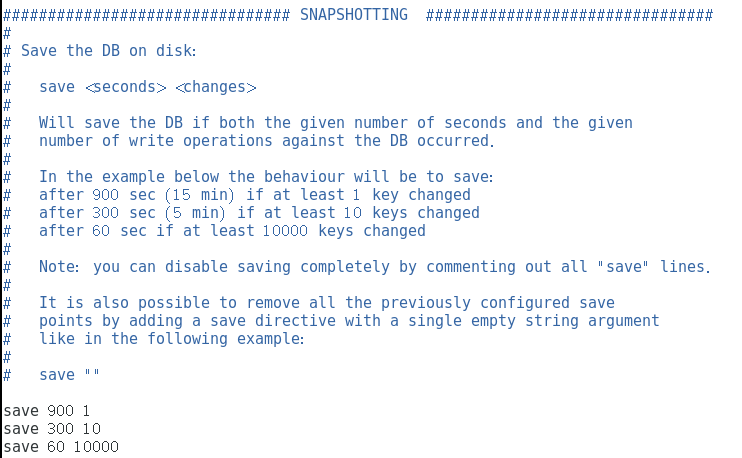 ################################ SNAPSHOTTING  ################################
#
# Save the DB on disk:
#
#   save <seconds> <changes>
#
#   Will save the DB if both the given number of seconds and the given
#   number of write operations against the DB occurred.
#
#   In the example below the behaviour will be to save:
#   after 900 sec (15 min) if at least 1 key changed
#   after 300 sec (5 min) if at least 10 keys changed
#   after 60 sec if at least 10000 keys changed
#
#   Note: you can disable saving completely by commenting out all "save" lines.
#
#   It is also possible to remove all the previously configured save
#   points by adding a save directive with a single empty string argument
#   like in the following example:
#
#   save ""

save 900 1
save 300 10
save 60 10000